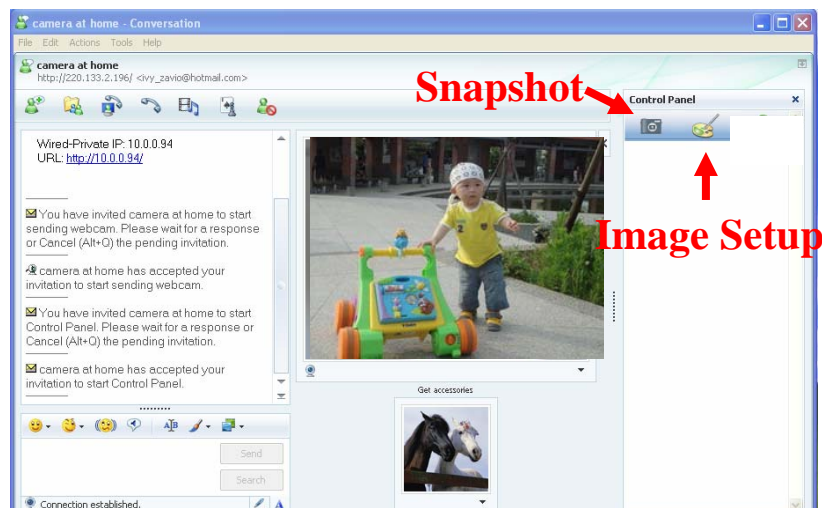 camera at home - Conversation
File Edit Actions Tools Help
camera at home
http://220.133.2.196/ <ivy_zavio@hotmail.com>
Snapshot
Control Panel
Wired-Private IP: 10.0.0.94
URL: http://10.0.0.94/
You have invited camera at home to start
sending webcam. Please wait for a response
or Cancel (Alt+Q) the pending invitation.
camera at home has accepted your
invitation to start sending webcam.
You have invited camera at home to start
Control Panel. Please wait for a response or
Cancel (Alt+Q) the pending invitation.
camera at home has accepted your
invitation to start Control Panel.
Image Setup
Get accessories
Send
Search
Connection established.